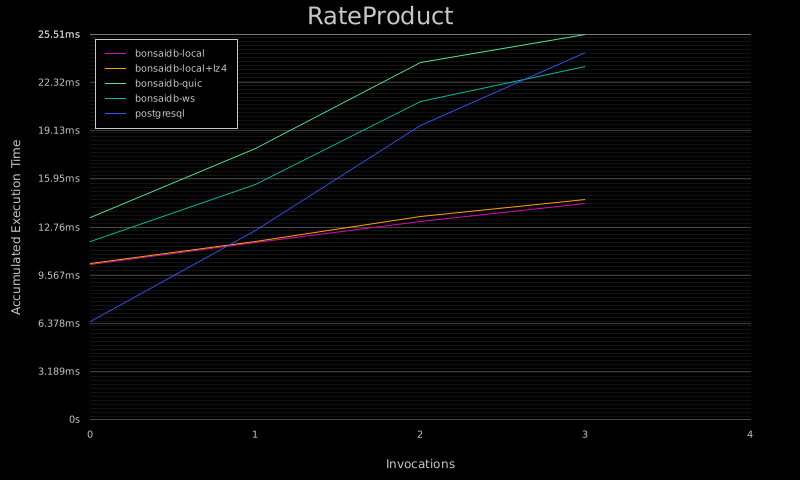 RateProduct
25.51ms
22.32ms
19.13ms
15.95ms
12.76ms
9.567ms
6.378ms
3.189ms
0s
Accumulated Execution Time
bonsaidb-local
bonsaidb-local+lz4
bonsaidb-quic
bonsaidb-ws
postgresql
0 1 2 3 4
Invocations